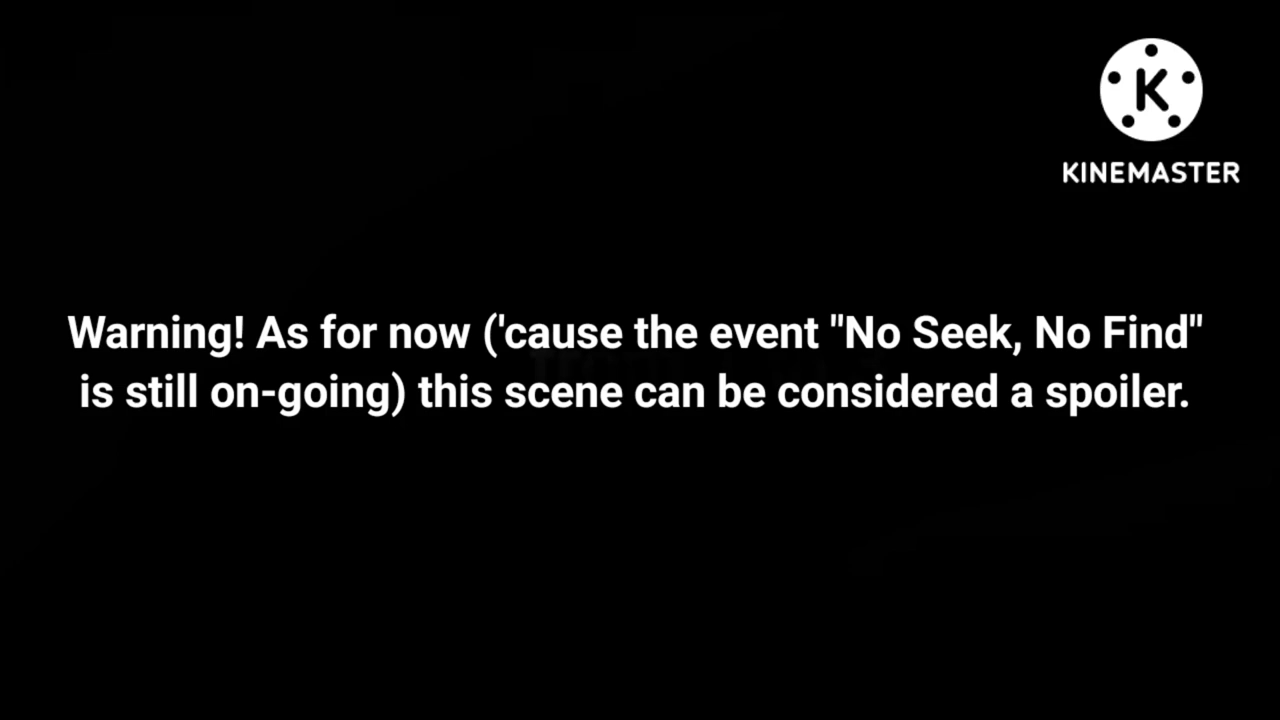 K
KINEMASTER
Warning! As for now ('cause the event "No Seek, No Find"
is still on-going) this scene can be considered a spoiler.